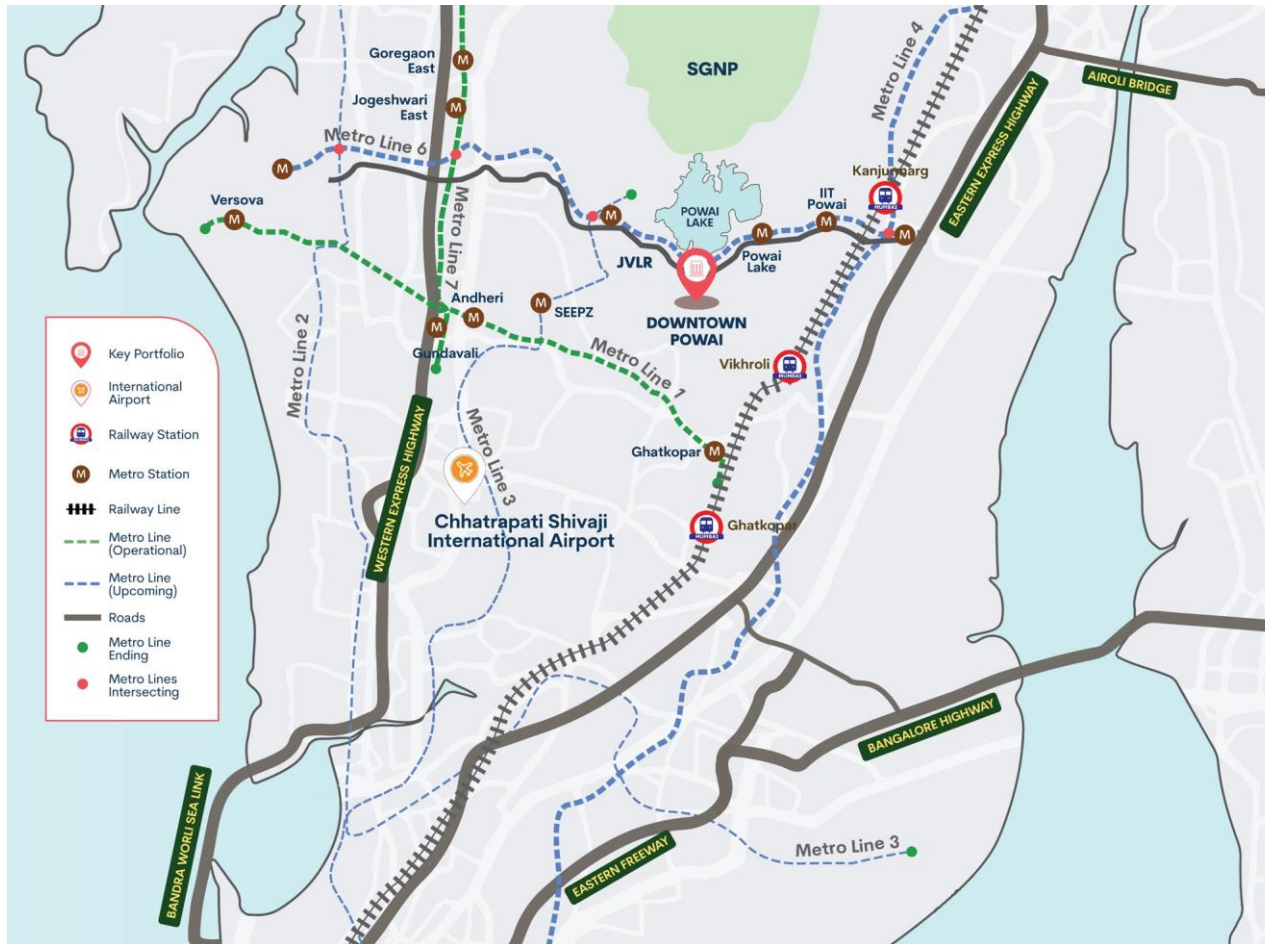 Goregaon
East
SGNP
Metro Line 4
AIROLI BRIDGE
EASTERN EXPRESS HIGHWAY
Jogeshwari
East
Metro Line 6
Kanjurmarg
MUMBAI
Versova
M
IIT
Powai
POWAI
LAKE
Metro Line 7
JVLR
Powai
Lake
Andheri
SEEPZ
DOWNTOWN
POWAI
Gundavali
Metro Line 2
Metro Line 1
Vikhroli
MUMBAI
Key Portfolio
International
Airport
Railway Station
M
Metro Station
Railway Line
Metro Line
(Operational)
Metro Line
(Upcoming)
Roads
Metro Line
Ending
Metro Lines
Intersecting
WESTERN EXPRESS HIGHWAY
Metro Line 3
Ghatkopar
Chhatrapati Shivaji
International Airport
Ghatkopar
MUMBAI
BANGALORE HIGHWAY
BANDRA WORLI SEA LINK
EASTERN FREEWAY
Metro Line 3